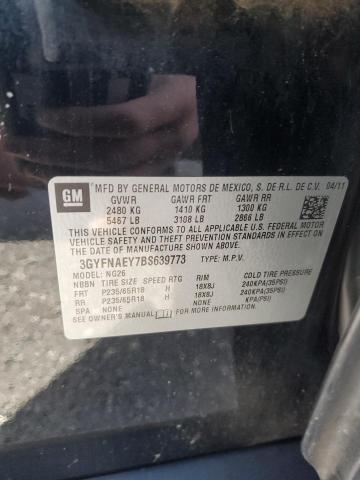 GM
MFD BY GENERAL MOTORS DE MEXICO, S. DE R.L. DE C.V. 04/11
GVWR GAWR FRT GAWR RR
2480 KG 1410 KG 1300 KG
5467 LB 3108 LB 2866 LB
THIS VEHICLE CONFORMS TO ALL APPLICABLE U.S. FEDERAL
MOTOR VEHICLE SAFETY AND THEFT PREVENTION
STANDARDS IN EFFECT ON THE DATE OF MANUFACTURE
SHOWN ABOVE.
3GYFNAEY7BS639773 TYPE: M.P.V.
MODEL: NG26
NBBN TIRE SIZE SPEED RTG RIM COLD TIRE PRESSURE
FRT P235/65R18 H 18X8J 240KPA(35PSI)
RR P235/65R18 H 18X8J 240KPA(35PSI)
SPA NONE NONE KPA(PSI)
SEE OWNER'S MANUAL FOR ADDITIONAL INFORMATION.